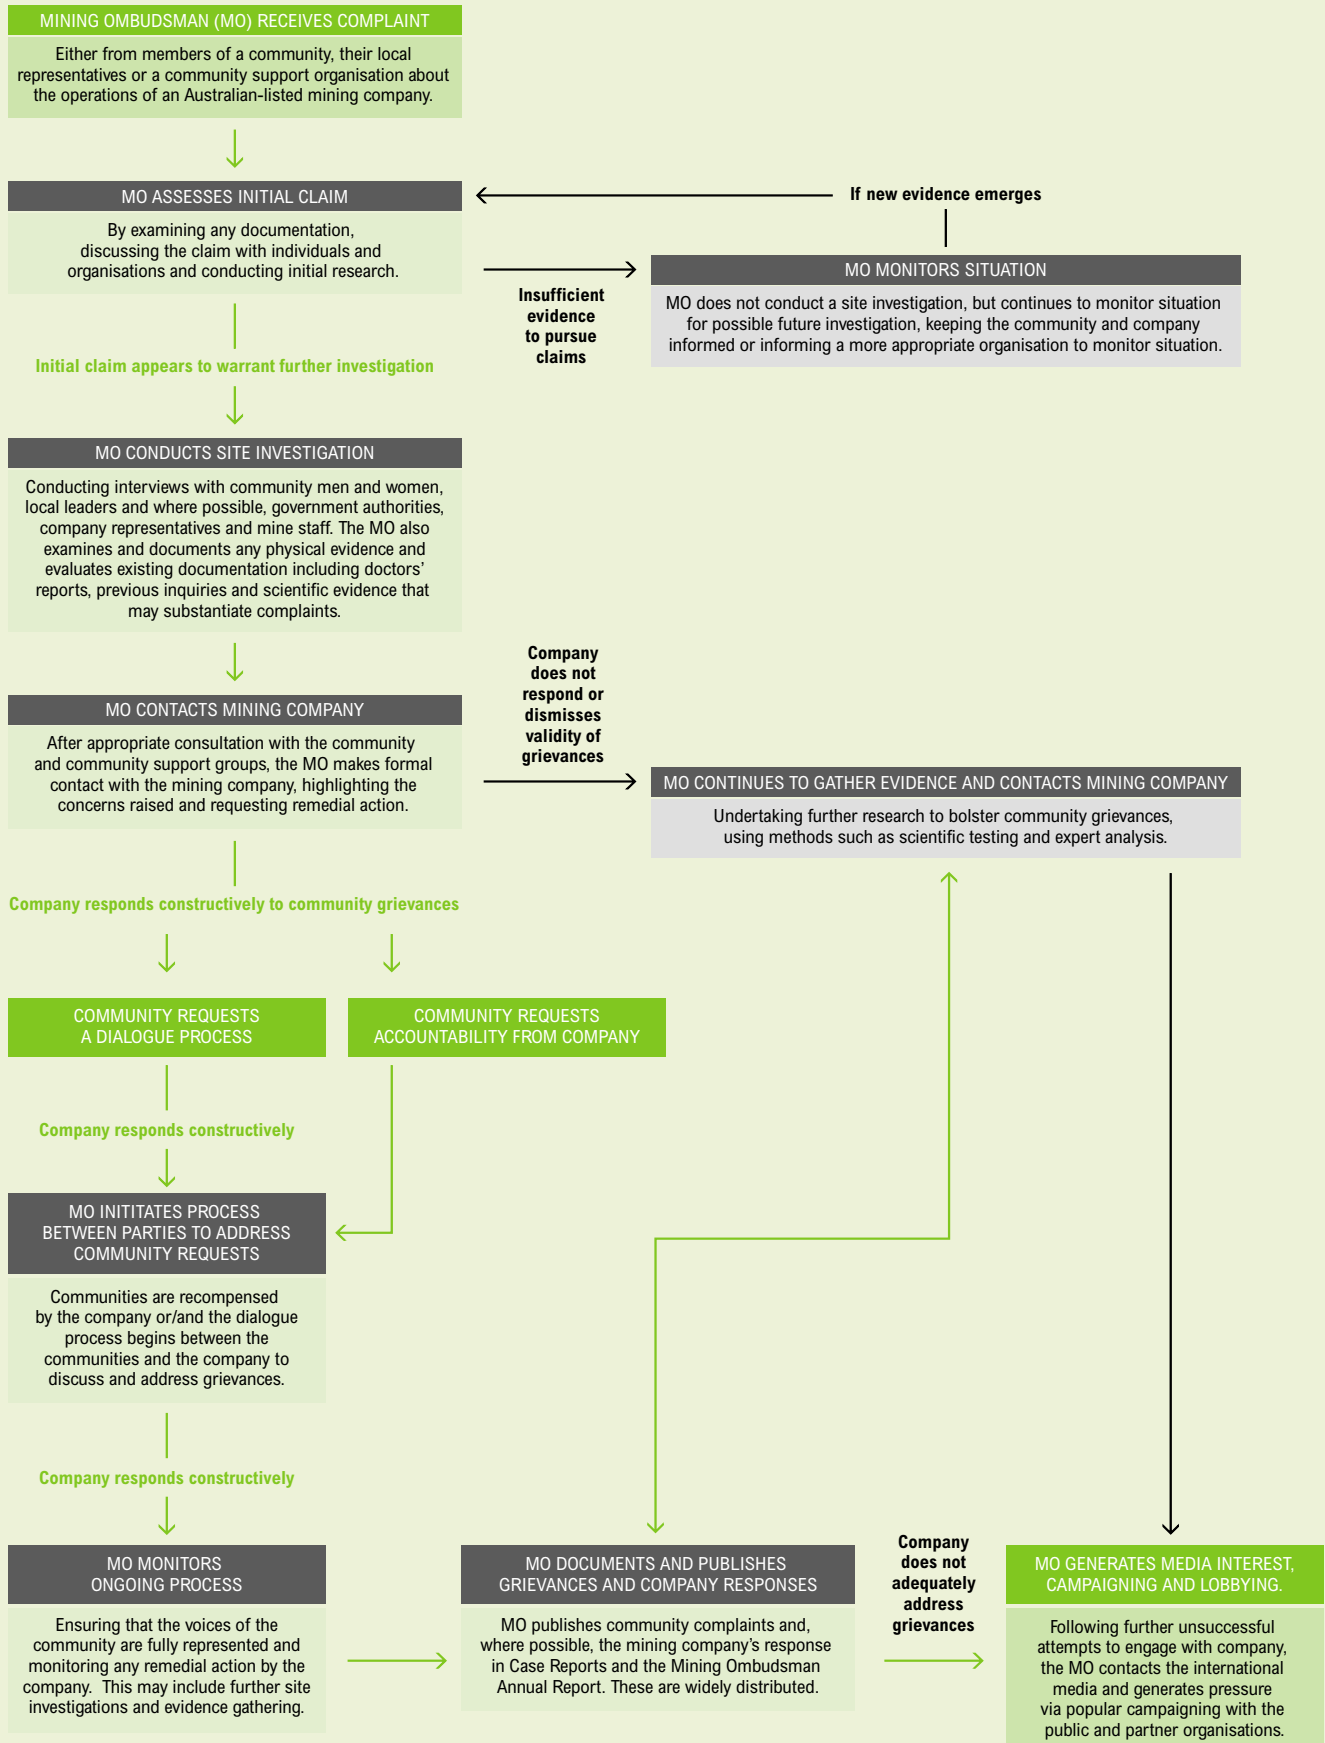 MINING OMBUDSMAN (MO) RECEIVES COMPLAINT
Either from members of a community, their local
representatives or a community support organisation about
the operations of an Australian-listed mining company.
MO ASSESSES INITIAL CLAIM
By examining any documentation,
discussing the claim with individuals and
organisations and conducting initial research.
If new evidence emerges
Insufficient
evidence
to pursue
claims
MO MONITORS SITUATION
MO does not conduct a site investigation, but continues to monitor situation
for possible future investigation, keeping the community and company
informed or informing a more appropriate organisation to monitor situation.
Initial claim appears to warrant further investigation
MO CONDUCTS SITE INVESTIGATION
Conducting interviews with community men and women,
local leaders and where possible, government authorities,
company representatives and mine staff. The MO also
examines and documents any physical evidence and
evaluates existing documentation including doctors’
reports, previous inquiries and scientific evidence that
may substantiate complaints.
MO CONTACTS MINING COMPANY
After appropriate consultation with the community
and community support groups, the MO makes formal
contact with the mining company, highlighting the
concerns raised and requesting remedial action.
Company
does not
respond or
dismisses
validity of
grievances
MO CONTINUES TO GATHER EVIDENCE AND CONTACTS MINING COMPANY
Undertaking further research to bolster community grievances,
using methods such as scientific testing and expert analysis.
Company responds constructively to community grievances
COMMUNITY REQUESTS
A DIALOGUE PROCESS
COMMUNITY REQUESTS
ACCOUNTABILITY FROM COMPANY
Company responds constructively
MO INITITATES PROCESS
BETWEEN PARTIES TO ADDRESS
COMMUNITY REQUESTS
Communities are recompensed
by the company or/and the dialogue
process begins between the
communities and the company to
discuss and address grievances.
Company responds constructively
MO MONITORS
ONGOING PROCESS
Ensuring that the voices of the
community are fully represented and
monitoring any remedial action by the
company. This may include further site
investigations and evidence gathering.
MO DOCUMENTS AND PUBLISHES
GRIEVANCES AND COMPANY RESPONSES
MO publishes community complaints and,
where possible, the mining company’s response
in Case Reports and the Mining Ombudsman
Annual Report. These are widely distributed.
Company
does not
adequately
address
grievances
MO GENERATES MEDIA INTEREST,
CAMPAIGNING AND LOBBYING.
Following further unsuccessful
attempts to engage with company,
the MO contacts the international
media and generates pressure
via popular campaigning with the
public and partner organisations.